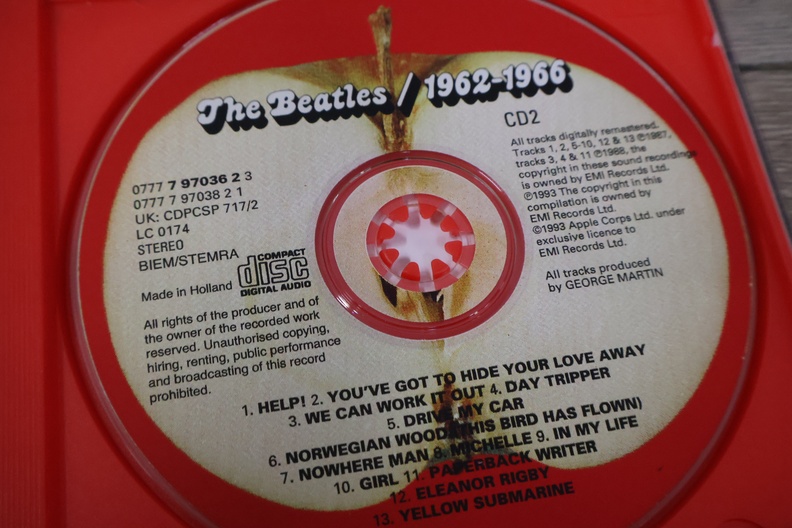 The Beatles / 1962-1966
CD2
0777 7 97036 2 3
0777 7 97038 2 1
UK: CDPCSP 717/2
LC 0174
STEREO
BIEM/STEMRA
Made in Holland
COMPACT
disc
DIGITAL AUDIO
All rights of the producer and of
the owner of the recorded work
reserved. Unauthorised copying,
hiring, renting, public performance
and broadcasting of this record
prohibited.
All tracks digitally remastered.
Tracks 1, 2, 5-10, 12 & 13 ℗1987,
tracks 3, 4 & 11 ℗1988, the
copyright in these sound recordings
is owned by EMI Records Ltd.
℗1993 The copyright in this
compilation is owned by
EMI Records Ltd.
©1993 Apple Corps Ltd. under
exclusive licence to
EMI Records Ltd.
All tracks produced
by GEORGE MARTIN
1. HELP! 2. YOU'VE GOT TO HIDE YOUR LOVE AWAY
3. WE CAN WORK IT OUT 4. DAY TRIPPER
5. DRIVE MY CAR
6. NORWEGIAN WOOD (THIS BIRD HAS FLOWN)
7. NOWHERE MAN 8. MICHELLE 9. IN MY LIFE
10. GIRL 11. PAPERBACK WRITER
12. ELEANOR RIGBY
13. YELLOW SUBMARINE